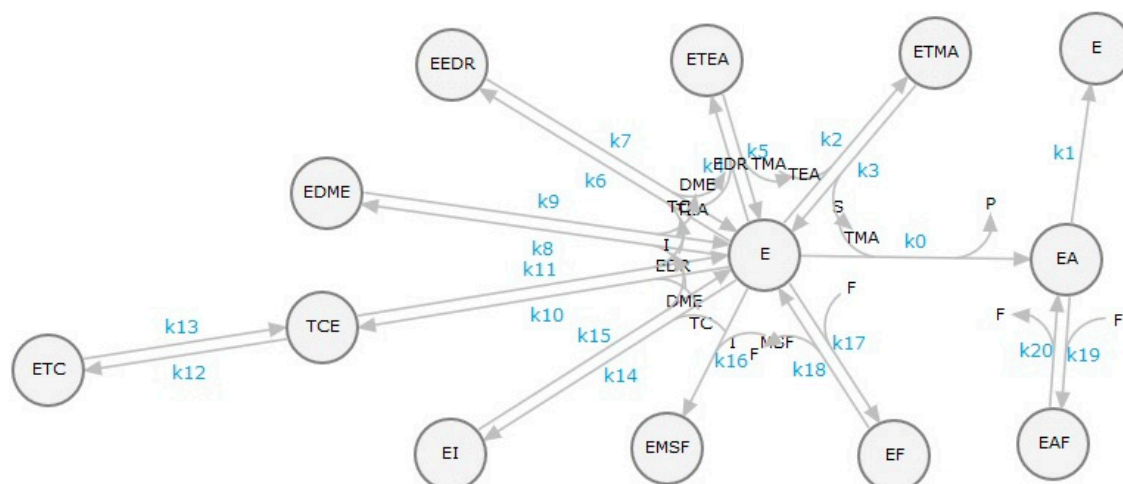 E
ETEA
ETMA
EEDR
k7
k2
k5
k1
EDR
TMA
TEA
k3
k6
DME
EDME
k9
S
P
TMA
k0
E
EA
k8
I
k11
EDR
F
k13
TCE
k10
DME
TC
F
F
k15
k17
k20
k19
ETC
k12
I
MSF
F
k16
k18
k14
EI
EMSF
EF
EAF